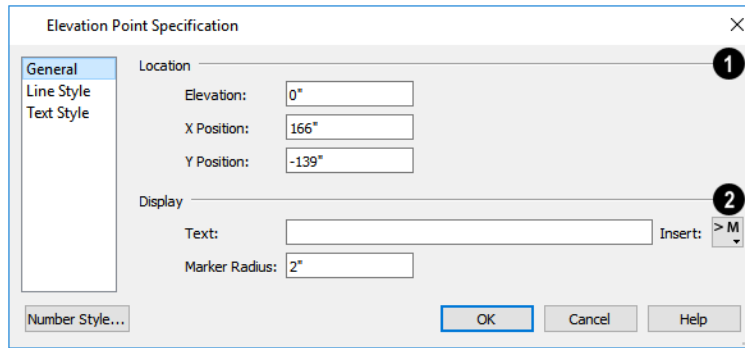 Elevation Point Specification
General
Line Style
Text Style
Location
1
Elevation: 0"
X Position: 166"
Y Position: -139"
Display
2
Text: Insert: > M
Marker Radius: 2"
Number Style... OK Cancel Help